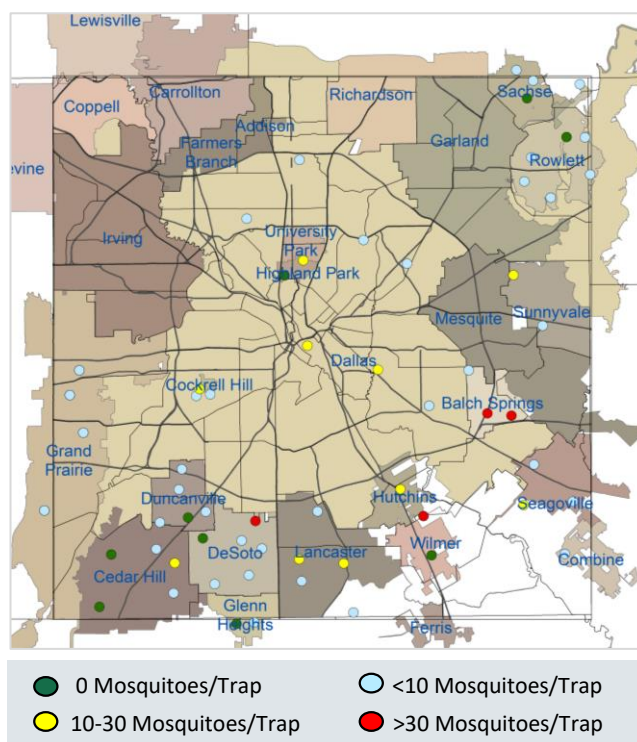 Lewisville
Coppell
Carrollton
Addison
Richardson
Sachse
Farmers
Branch
Garland
Rowlett
evine
Irving
University
Park
Highland Park
Mesquite
Sunnyvale
Dallas
Cockrell Hill
Balch Springs
Grand
Prairie
Duncanville
Hutchins
Seagoville
DeSoto
Lancaster
Wilmer
Combine
Cedar Hill
Glenn
Heights
Ferris
0 Mosquitoes/Trap
<10 Mosquitoes/Trap
10-30 Mosquitoes/Trap
>30 Mosquitoes/Trap